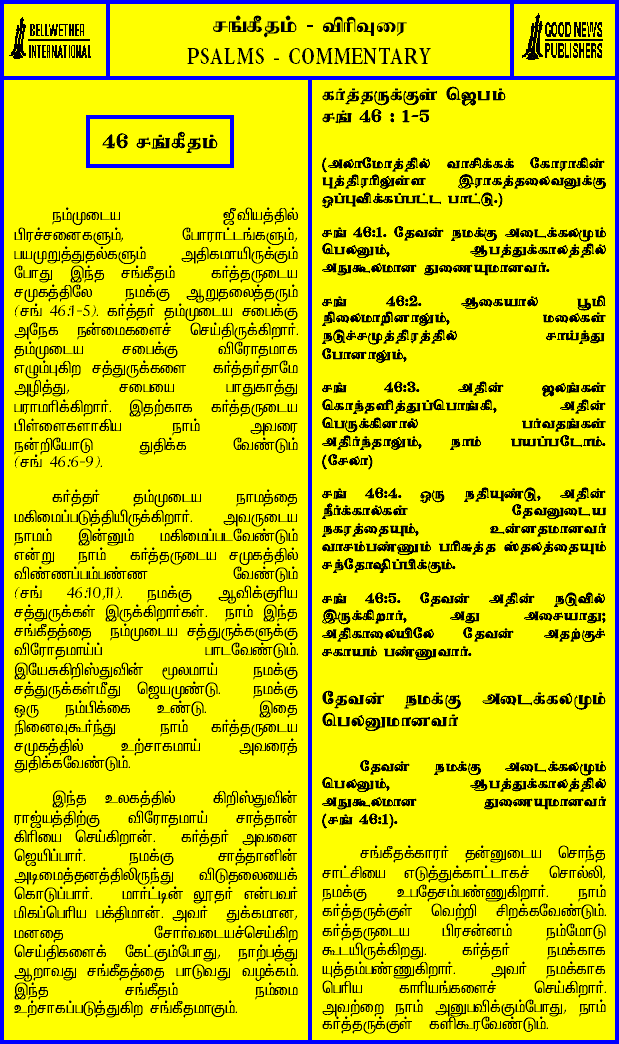 BELLWETHER
INTERNATIONAL
சங்கீதம் - விரிவுரை
PSALMS - COMMENTARY
GOOD NEWS
PUBLISHERS
46 சங்கீதம்
நம்முடைய ஜீவியத்தில்
பிரச்சனைகளும், போராட்டங்களும்,
பயமுறுத்துதல்களும் அதிகமாயிருக்கும்
போது இந்த சங்கீதம் கர்த்தருடைய
சமுகத்திலே நமக்கு ஆறுதலைத்தரும்
(சங் 46:1-5). கர்த்தர் தம்முடைய சபைக்கு
அநேக நன்மைகளைச் செய்திருக்கிறார்.
தம்முடைய சபைக்கு விரோதமாக
எழும்புகிற சத்துருக்களை கர்த்தர்தாமே
அழித்து, சபையை பாதுகாத்து
பராமரிக்கிறார். இதற்காக கர்த்தருடைய
பிள்ளைகளாகிய நாம் அவரை
நன்றியோடு துதிக்க வேண்டும்
(சங் 46:6-9).
கர்த்தர் தம்முடைய நாமத்தை
மகிமைப்படுத்தியிருக்கிறார். அவருடைய
நாமம் இன்னும் மகிமைப்படவேண்டும்
என்று நாம் கர்த்தருடைய சமுகத்தில்
விண்ணப்பம்பண்ண வேண்டும்
(சங் 46:10,11). நமக்கு ஆவிக்குரிய
சத்துருக்கள் இருக்கிறார்கள். நாம் இந்த
சங்கீதத்தை நம்முடைய சத்துருக்களுக்கு
விரோதமாய்ப் பாடவேண்டும்.
இயேசுகிறிஸ்துவின் மூலமாய் நமக்கு
சத்துருக்கள்மீது ஜெயமுண்டு. நமக்கு
ஒரு நம்பிக்கை உண்டு. இதை
நினைவுகூர்ந்து நாம் கர்த்தருடைய
சமுகத்தில் உற்சாகமாய் அவரைத்
துதிக்கவேண்டும்.
இந்த உலகத்தில் கிறிஸ்துவின்
ராஜ்யத்திற்கு விரோதமாய் சாத்தான்
கிரியை செய்கிறான். கர்த்தர் அவனை
ஜெயிப்பார். நமக்கு சாத்தானின்
அடிமைத்தனத்திலிருந்து விடுதலையைக்
கொடுப்பார். மார்ட்டின் லூதர் என்பவர்
மிகப்பெரிய பக்திமான். அவர் துக்கமான,
மனதை சோர்வடையச்செய்கிற
செய்திகளைக் கேட்கும்போது, நாற்பத்து
ஆறாவது சங்கீதத்தை பாடுவது வழக்கம்.
இந்த சங்கீதம் நம்மை
உற்சாகப்படுத்துகிற சங்கீதமாகும்.
கர்த்தருக்குள் ஜெபம்
சங் 46 : 1-5
(அலாமோத்தில் வாசிக்கக் கோராகின்
புத்திரரிலுள்ள இராகத்தலைவனுக்கு
ஒப்புவிக்கப்பட்ட பாட்டு.)
சங் 46:1. தேவன் நமக்கு அடைக்கலமும்
பெலனும், ஆபத்துக்காலத்தில்
அநுகூலமான துணையுமானவர்.
சங் 46:2. ஆகையால் பூமி
நிலைமாறினாலும், மலைகள்
நடுச்சமுத்திரத்தில் சாய்ந்து
போனாலும்,
சங் 46:3. அதின் ஜலங்கள்
கொந்தளித்துப்பொங்கி, அதின்
பெருக்கினால் பர்வதங்கள்
அதிர்ந்தாலும், நாம் பயப்படோம்.
(சேலா)
சங் 46:4. ஒரு நதியுண்டு, அதின்
நீர்க்கால்கள் தேவனுடைய
நகரத்தையும், உன்னதமானவர்
வாசம்பண்ணும் பரிசுத்த ஸ்தலத்தையும்
சந்தோஷிப்பிக்கும்.
சங் 46:5. தேவன் அதின் நடுவில்
இருக்கிறார், அது அசையாது;
அதிகாலையிலே தேவன் அதற்குச்
சகாயம் பண்ணுவார்.
தேவன் நமக்கு அடைக்கலமும்
பெலனுமானவர்
தேவன் நமக்கு அடைக்கலமும்
பெலனும், ஆபத்துக்காலத்தில்
அநுகூலமான துணையுமானவர்
(சங் 46:1).
சங்கீதக்காரர் தன்னுடைய சொந்த
சாட்சியை எடுத்துக்காட்டாகச் சொல்லி,
நமக்கு உபதேசம்பண்ணுகிறார். நாம்
கர்த்தருக்குள் வெற்றி சிறக்கவேண்டும்.
கர்த்தருடைய பிரசன்னம் நம்மோடு
கூடயிருக்கிறது. கர்த்தர் நமக்காக
யுத்தம்பண்ணுகிறார். அவர் நமக்காக
பெரிய காரியங்களைச் செய்கிறார்.
அவற்றை நாம் அனுபவிக்கும்போது, நாம்
கர்த்தருக்குள் களிகூரவேண்டும்.